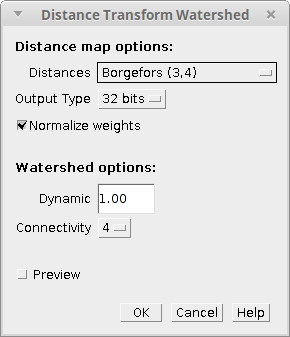 Distance Transform Watershed
Distance map options:
Distances Borgefors (3,4)
Output Type 32 bits
Normalize weights
Watershed options:
Dynamic 1.00
Connectivity 4
Preview
OK Cancel Help